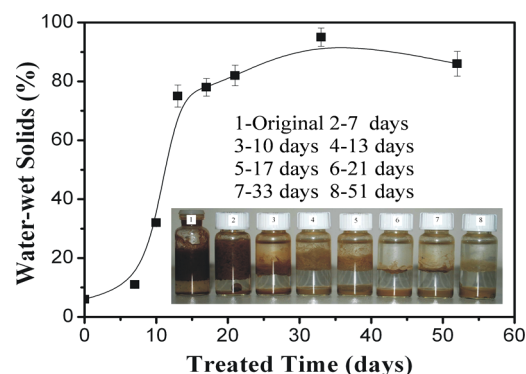 100
80
60
40
20
0
Water-wet Solids (%)
1-Original 2-7 days
3-10 days 4-13 days
5-17 days 6-21 days
7-33 days 8-51 days
1 2 3 4 5 6 7 8
0 10 20 30 40 50 60
Treated Time (days)